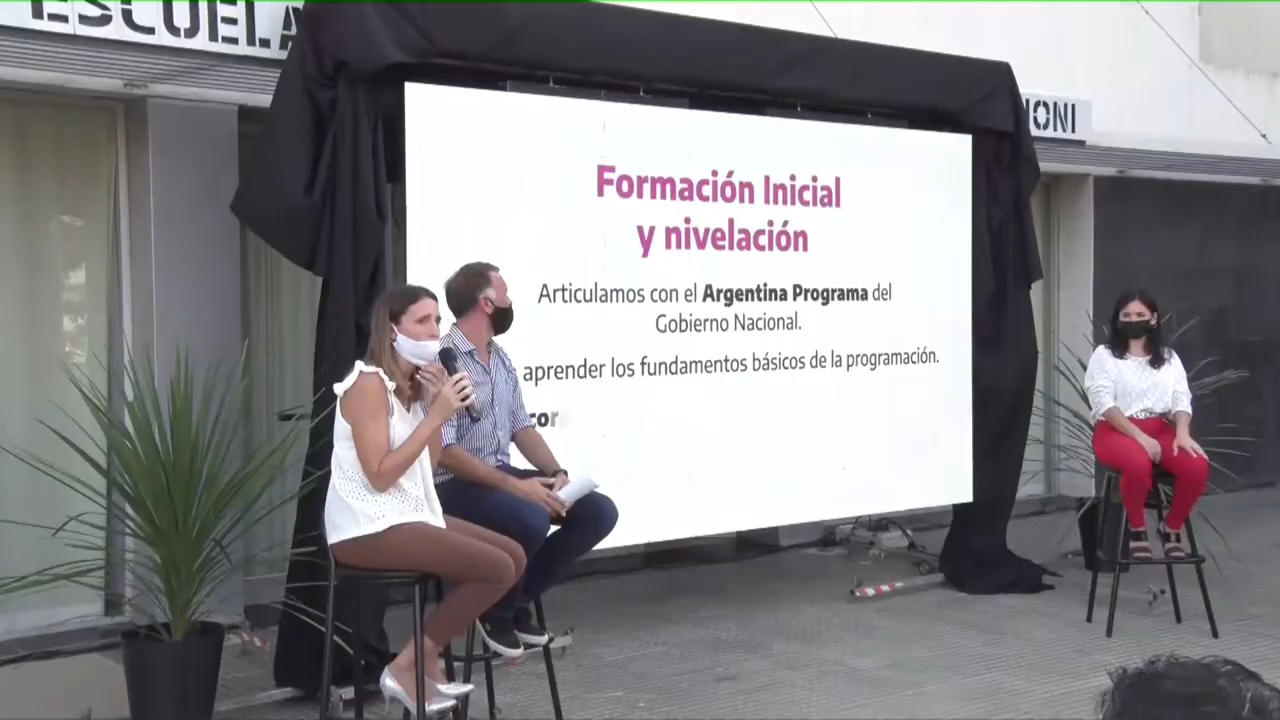 ESCUELA
Formación Inicial
y nivelación
Articulamos con el Argentina Programa del
Gobierno Nacional.
aprender los fundamentos básicos de la programación.